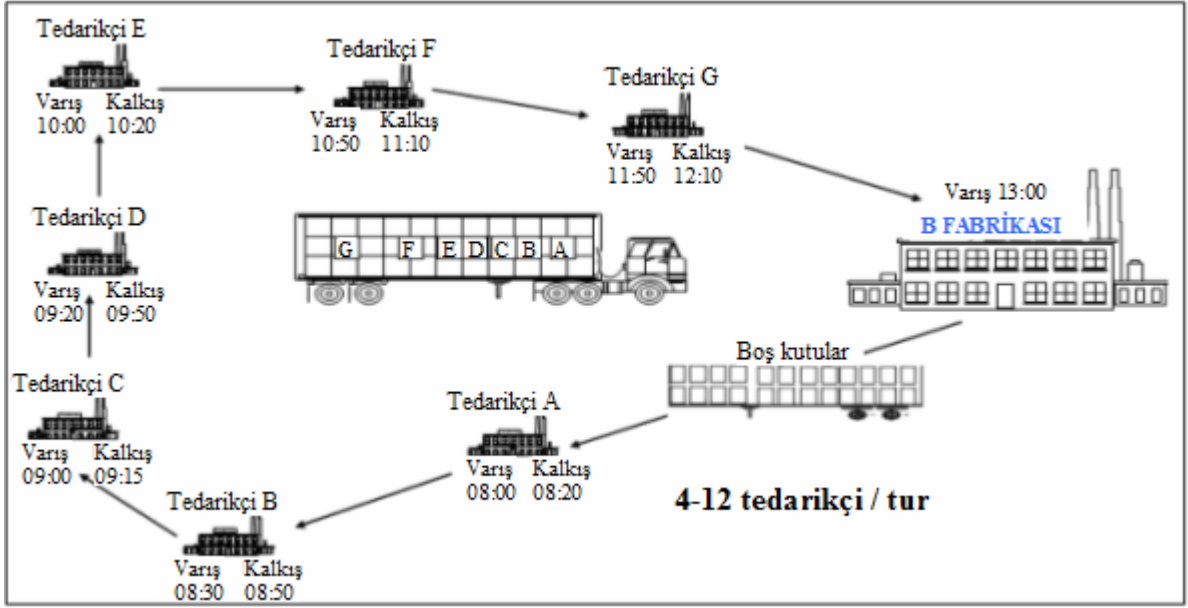 Tedarikçi E
Varış Kalkış
10:00 10:20
Tedarikçi F
Varış Kalkış
10:50 11:10
Tedarikçi G
Varış Kalkış
11:50 12:10
Varış 13:00
B FABRİKASI
Tedarikçi D
Varış Kalkış
09:20 09:50
G F E D C B A
Boş kutular
Tedarikçi C
Varış Kalkış
09:00 09:15
Tedarikçi A
Varış Kalkış
08:00 08:20
Tedarikçi B
Varış Kalkış
08:30 08:50
4-12 tedarikçi / tur